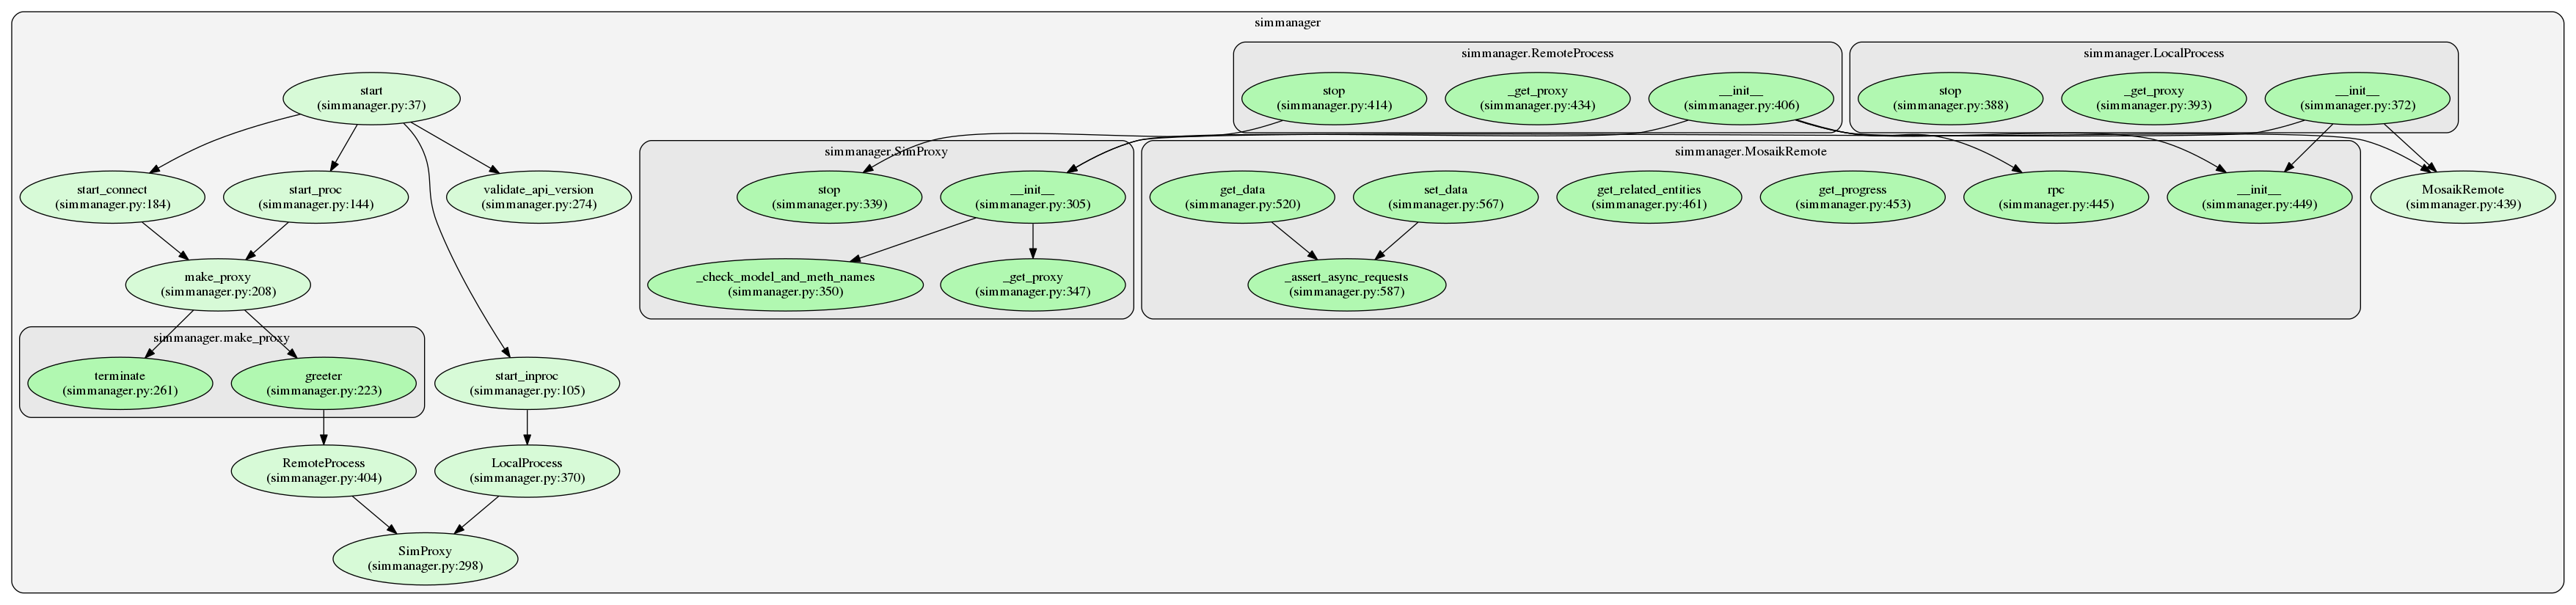 simmanager
simmanager.RemoteProcess
simmanager.LocalProcess
start
(simmanager.py:37)
stop
(simmanager.py:414)
_get_proxy
(simmanager.py:434)
__init__
(simmanager.py:406)
stop
(simmanager.py:388)
_get_proxy
(simmanager.py:393)
__init__
(simmanager.py:372)
simmanager.SimProxy
simmanager.MosaikRemote
start_connect
(simmanager.py:184)
start_proc
(simmanager.py:144)
validate_api_version
(simmanager.py:274)
stop
(simmanager.py:339)
__init__
(simmanager.py:305)
get_data
(simmanager.py:520)
set_data
(simmanager.py:567)
get_related_entities
(simmanager.py:461)
get_progress
(simmanager.py:453)
rpc
(simmanager.py:445)
__init__
(simmanager.py:449)
MosaikRemote
(simmanager.py:439)
make_proxy
(simmanager.py:208)
_check_model_and_meth_names
(simmanager.py:350)
_get_proxy
(simmanager.py:347)
_assert_async_requests
(simmanager.py:587)
simmanager.make_proxy
terminate
(simmanager.py:261)
greeter
(simmanager.py:223)
start_inproc
(simmanager.py:105)
RemoteProcess
(simmanager.py:404)
LocalProcess
(simmanager.py:370)
SimProxy
(simmanager.py:298)